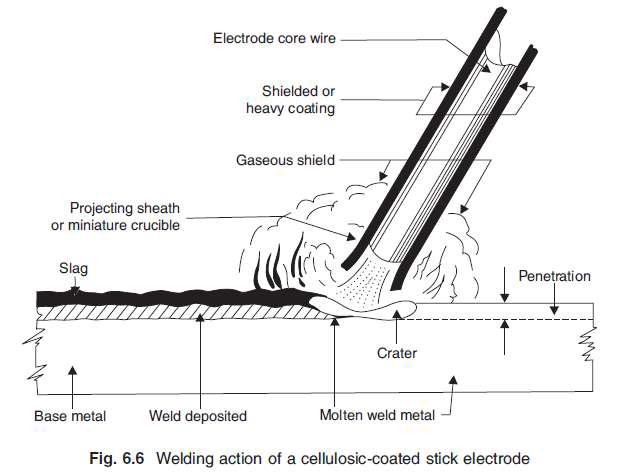 Electrode core wire
Shielded or
heavy coating
Gaseous shield
Projecting sheath
or miniature crucible
Slag
Penetration
Crater
Base metal
Weld deposited
Molten weld metal
Fig. 6.6 Welding action of a cellulosic-coated stick electrode